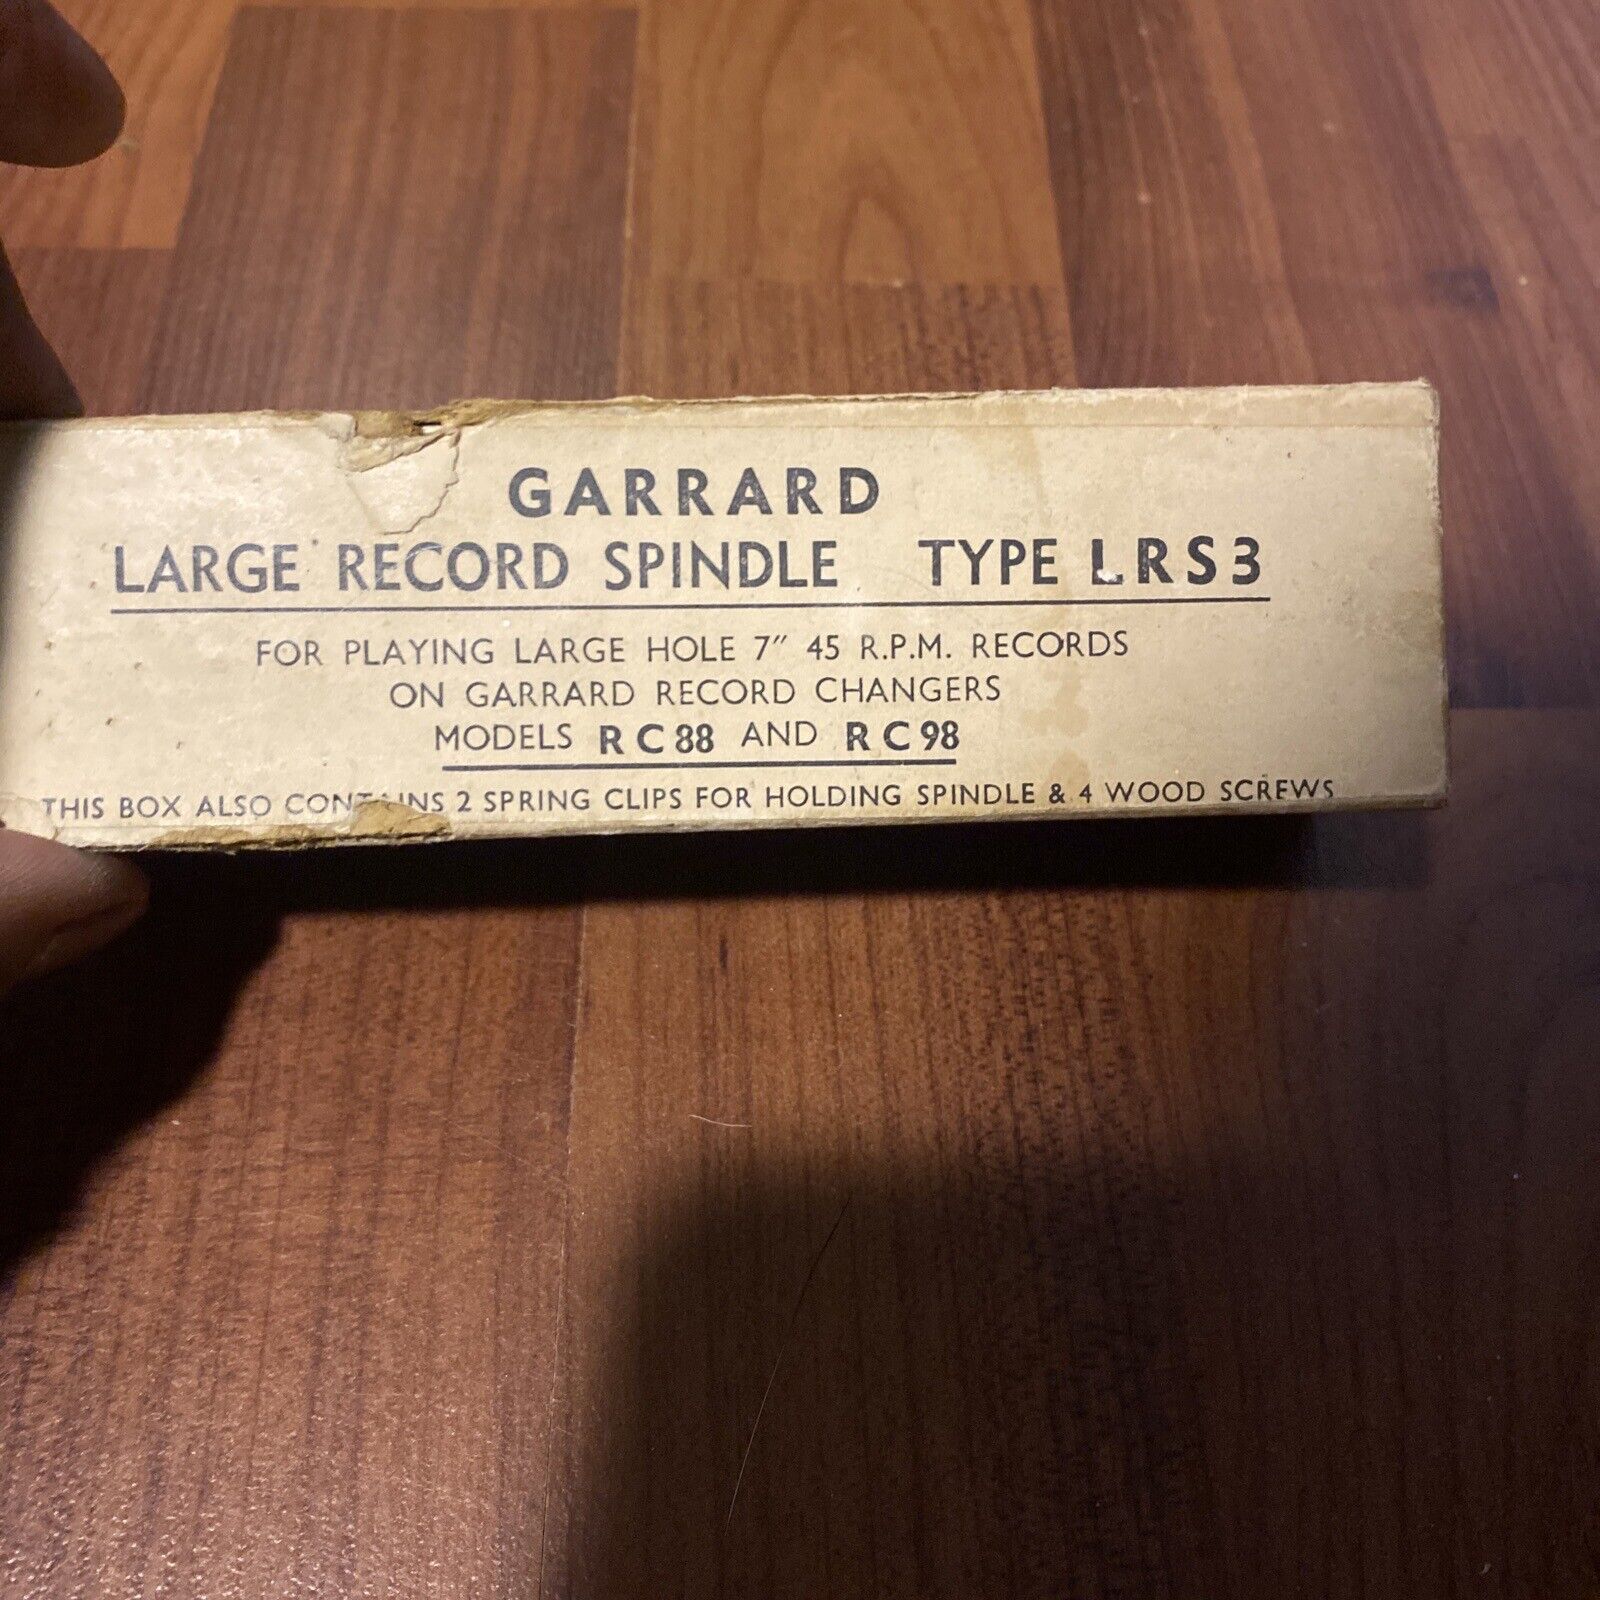 GARRARD
LARGE RECORD SPINDLE TYPE LRS3
FOR PLAYING LARGE HOLE 7" 45 R.P.M. RECORDS
ON GARRARD RECORD CHANGERS
MODELS RC88 AND RC98
THIS BOX ALSO CONTAINS 2 SPRING CLIPS FOR HOLDING SPINDLE & 4 WOOD SCREWS